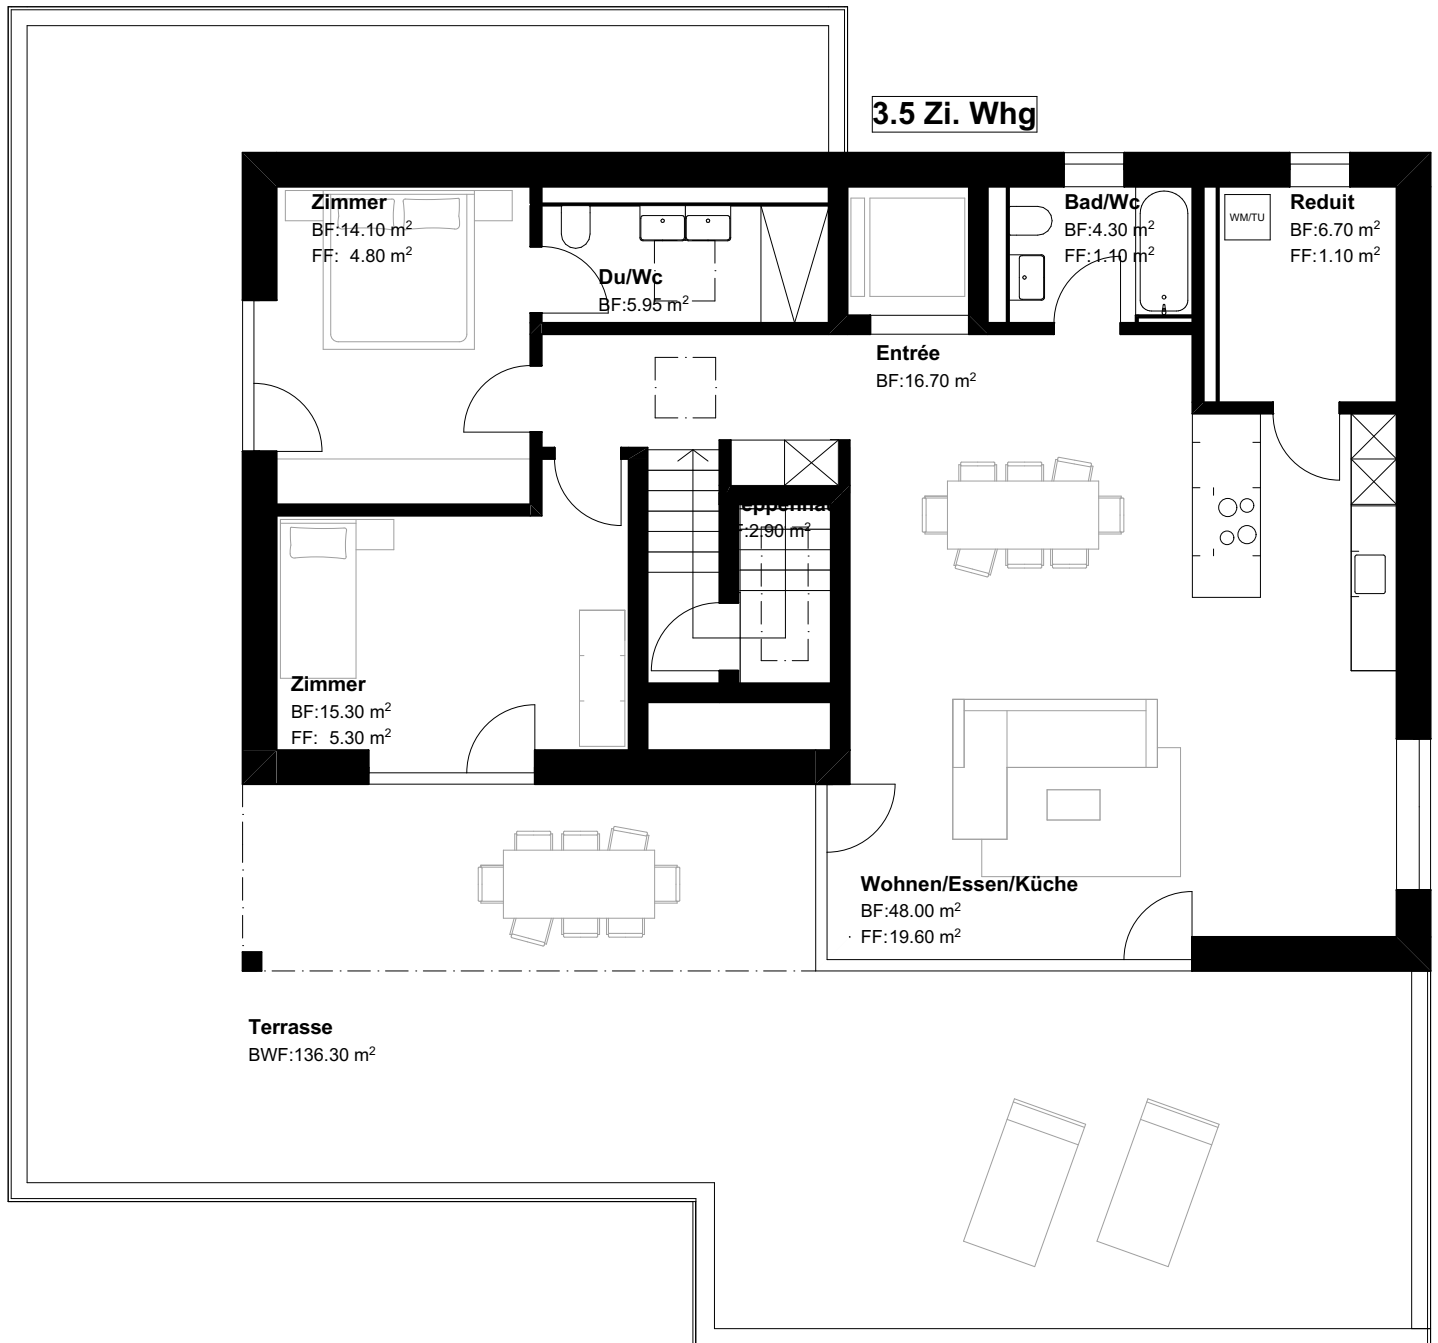 3.5 Zi. Whg
Zimmer
BF:14.10 m²
FF: 4.80 m²
Du/Wc
BF:5.95 m²
Bad/Wc
BF:4.30 m²
FF:1.10 m²
WM/TU
Reduit
BF:6.70 m²
FF:1.10 m²
Entrée
BF:16.70 m²
:2.90 m²
Zimmer
BF:15.30 m²
FF: 5.30 m²
Wohnen/Essen/Küche
BF:48.00 m²
FF:19.60 m²
Terrasse
BWF:136.30 m²